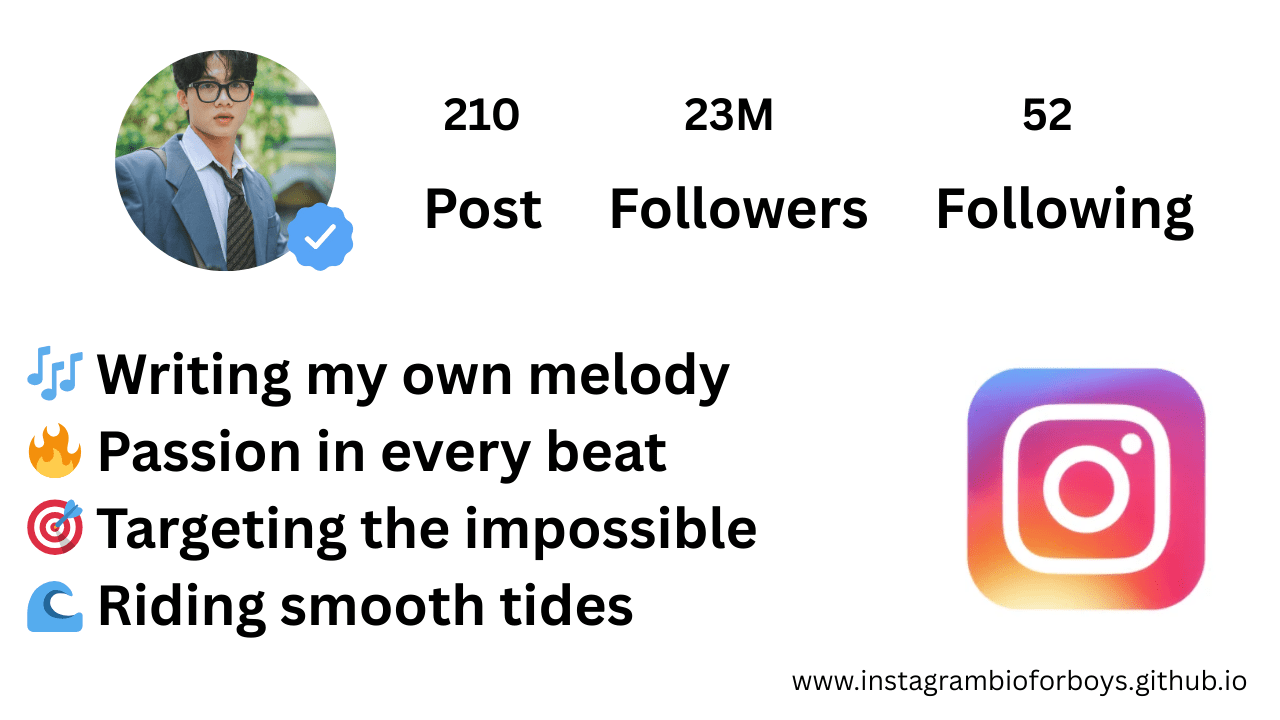 210 23M 52
Post Followers Following
🎶 Writing my own melody
🔥 Passion in every beat
🎯 Targeting the impossible
🌊 Riding smooth tides
www.instagrambioforboys.github.io